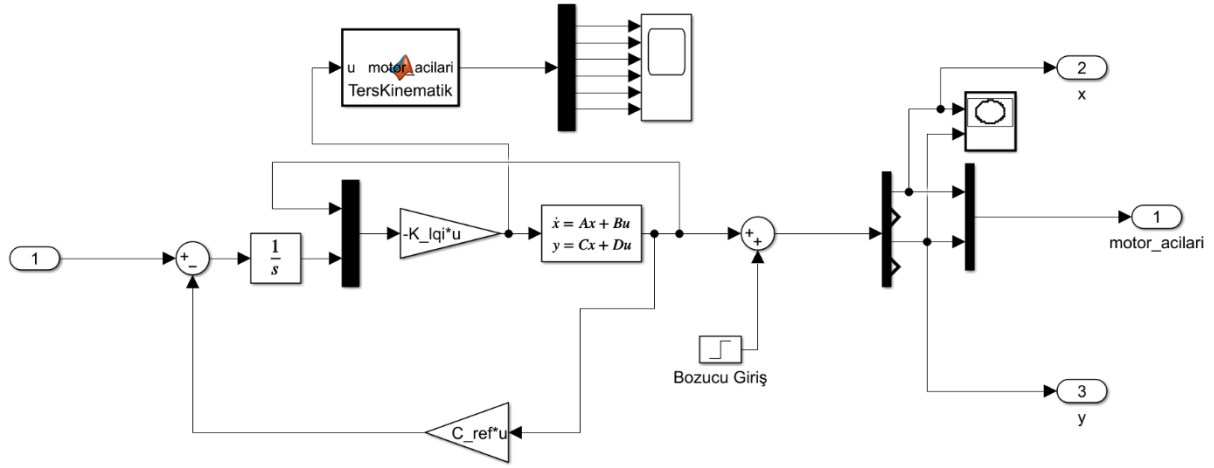 u motor_acilari
TersKinematik
2
x
-K_lqi*u
ẋ = Ax + Bu
y = Cx + Du
1
+
−
1
s
+
+
1
motor_acilari
Bozucu Giriş
3
y
C_ref*u